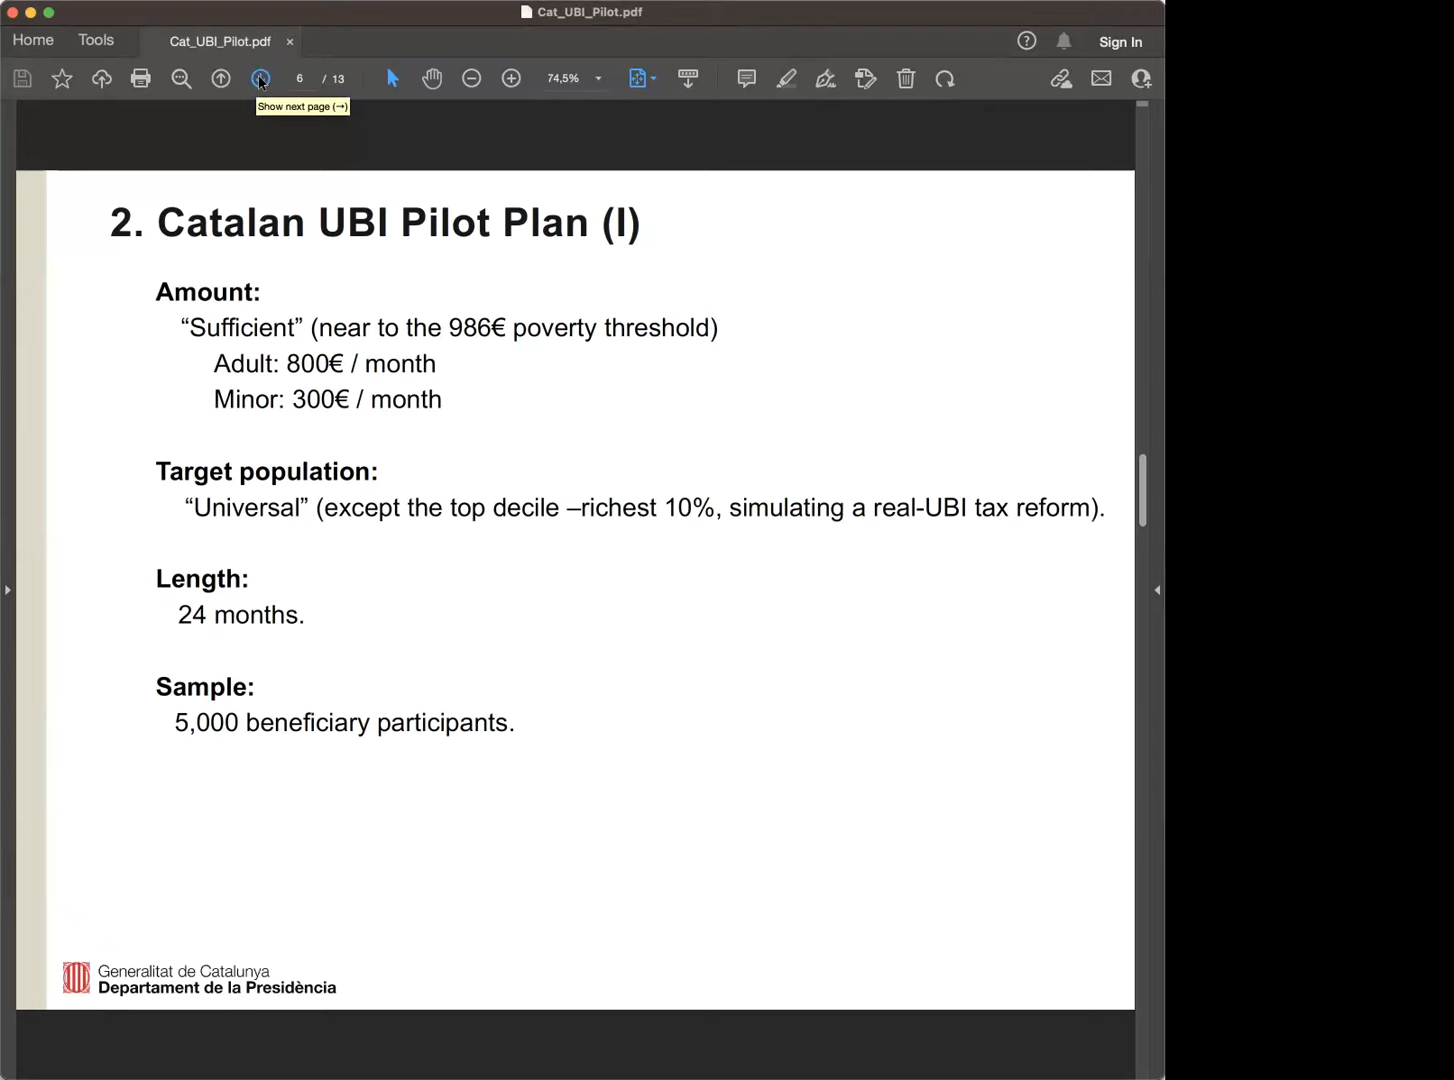 Cat_UBI_Pilot.pdf
Home Tools Cat_UBI_Pilot.pdf × Sign In
6 / 13 74,5%
Show next page (→)
2. Catalan UBI Pilot Plan (I)
Amount:
“Sufficient” (near to the 986€ poverty threshold)
Adult: 800€ / month
Minor: 300€ / month
Target population:
“Universal” (except the top decile –richest 10%, simulating a real-UBI tax reform).
Length:
24 months.
Sample:
5,000 beneficiary participants.
Generalitat de Catalunya
Departament de la Presidència